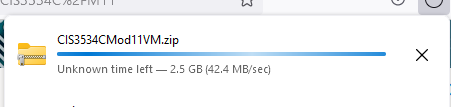 CIS3534C%2FM11
CIS3534CMod11VM.zip
Unknown time left — 2.5 GB (42.4 MB/sec)